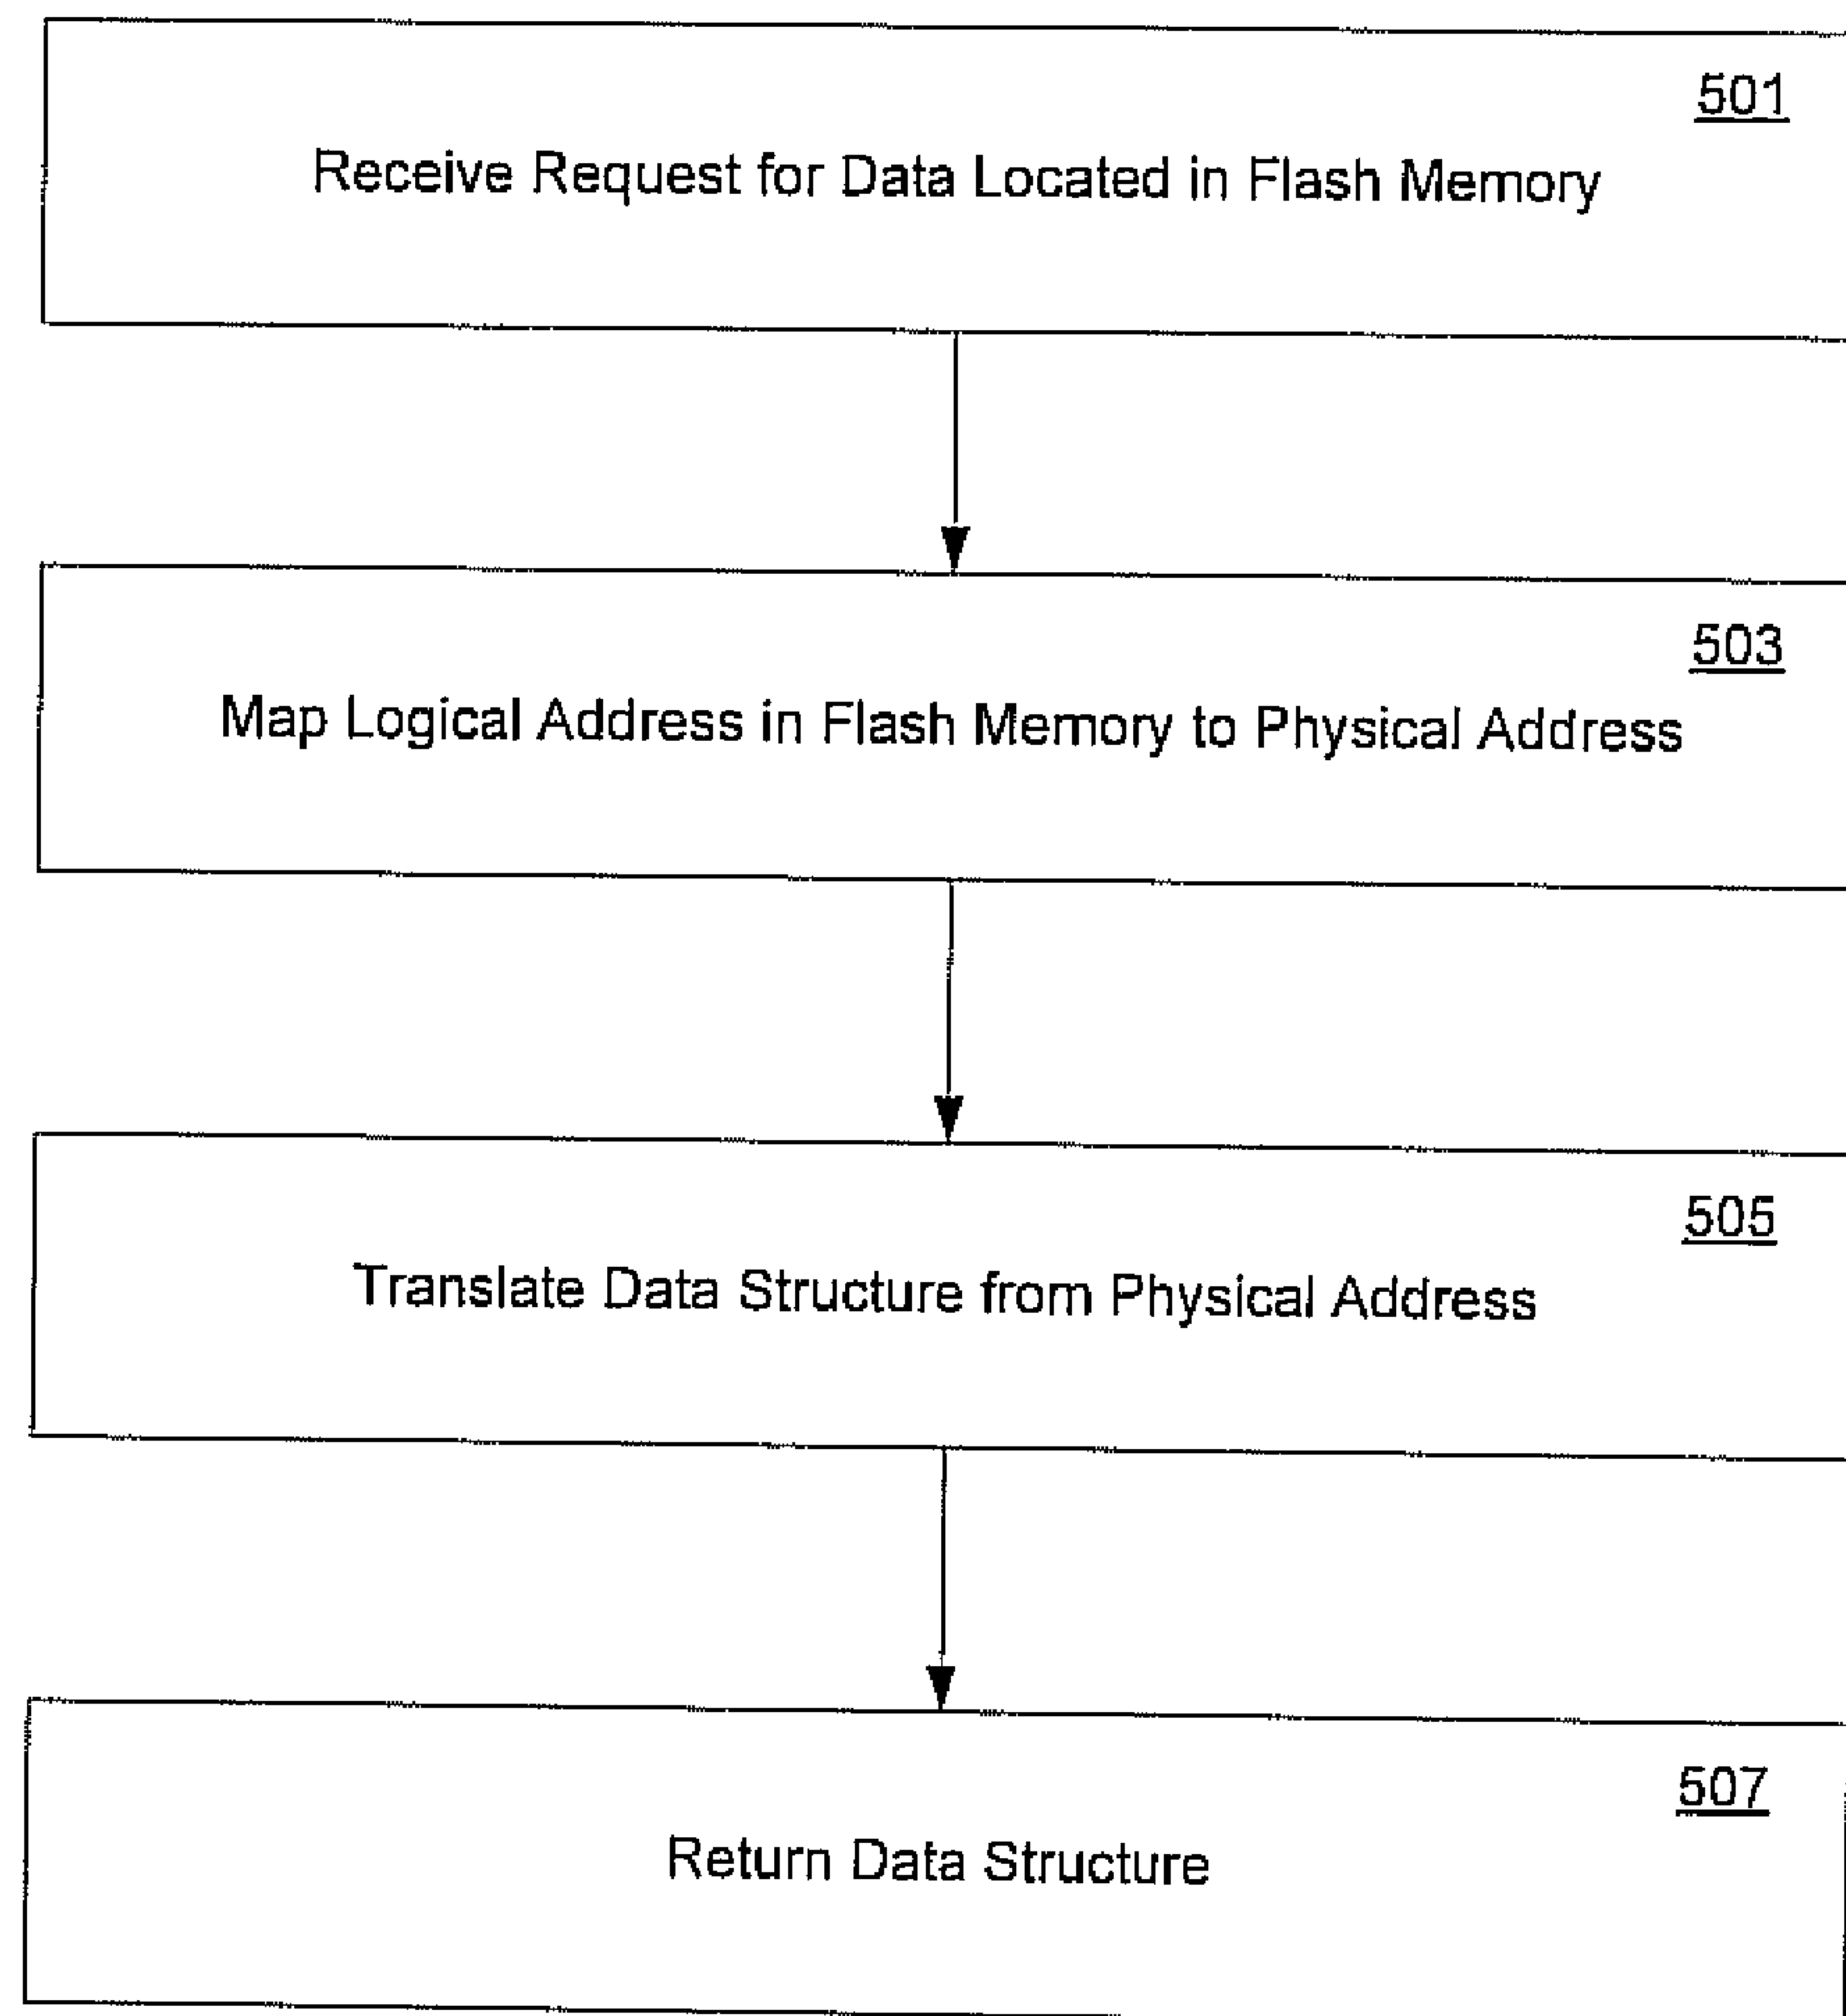 501
Receive Request for Data Located in Flash Memory
503
Map Logical Address in Flash Memory to Physical Address
505
Translate Data Structure from Physical Address
507
Return Data Structure